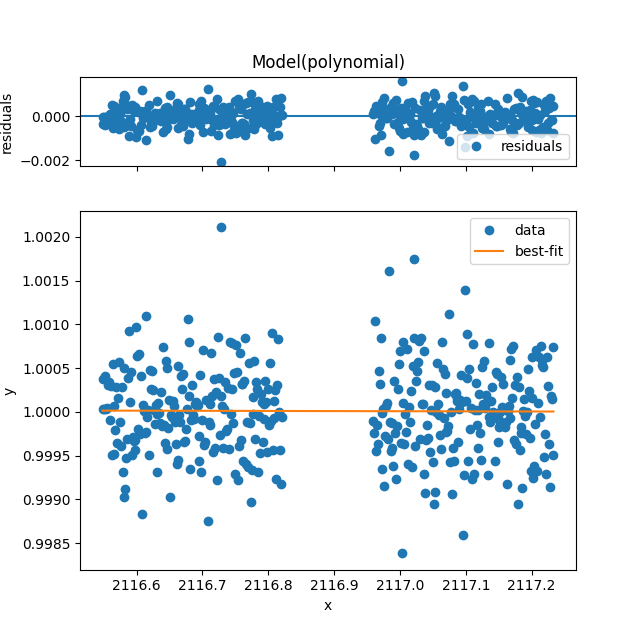 Model(polynomial)
residuals
0.000
−0.002
residuals
1.0020
1.0015
1.0010
1.0005
1.0000
0.9995
0.9990
0.9985
y
data
best-fit
2116.6 2116.7 2116.8 2116.9 2117.0 2117.1 2117.2
x